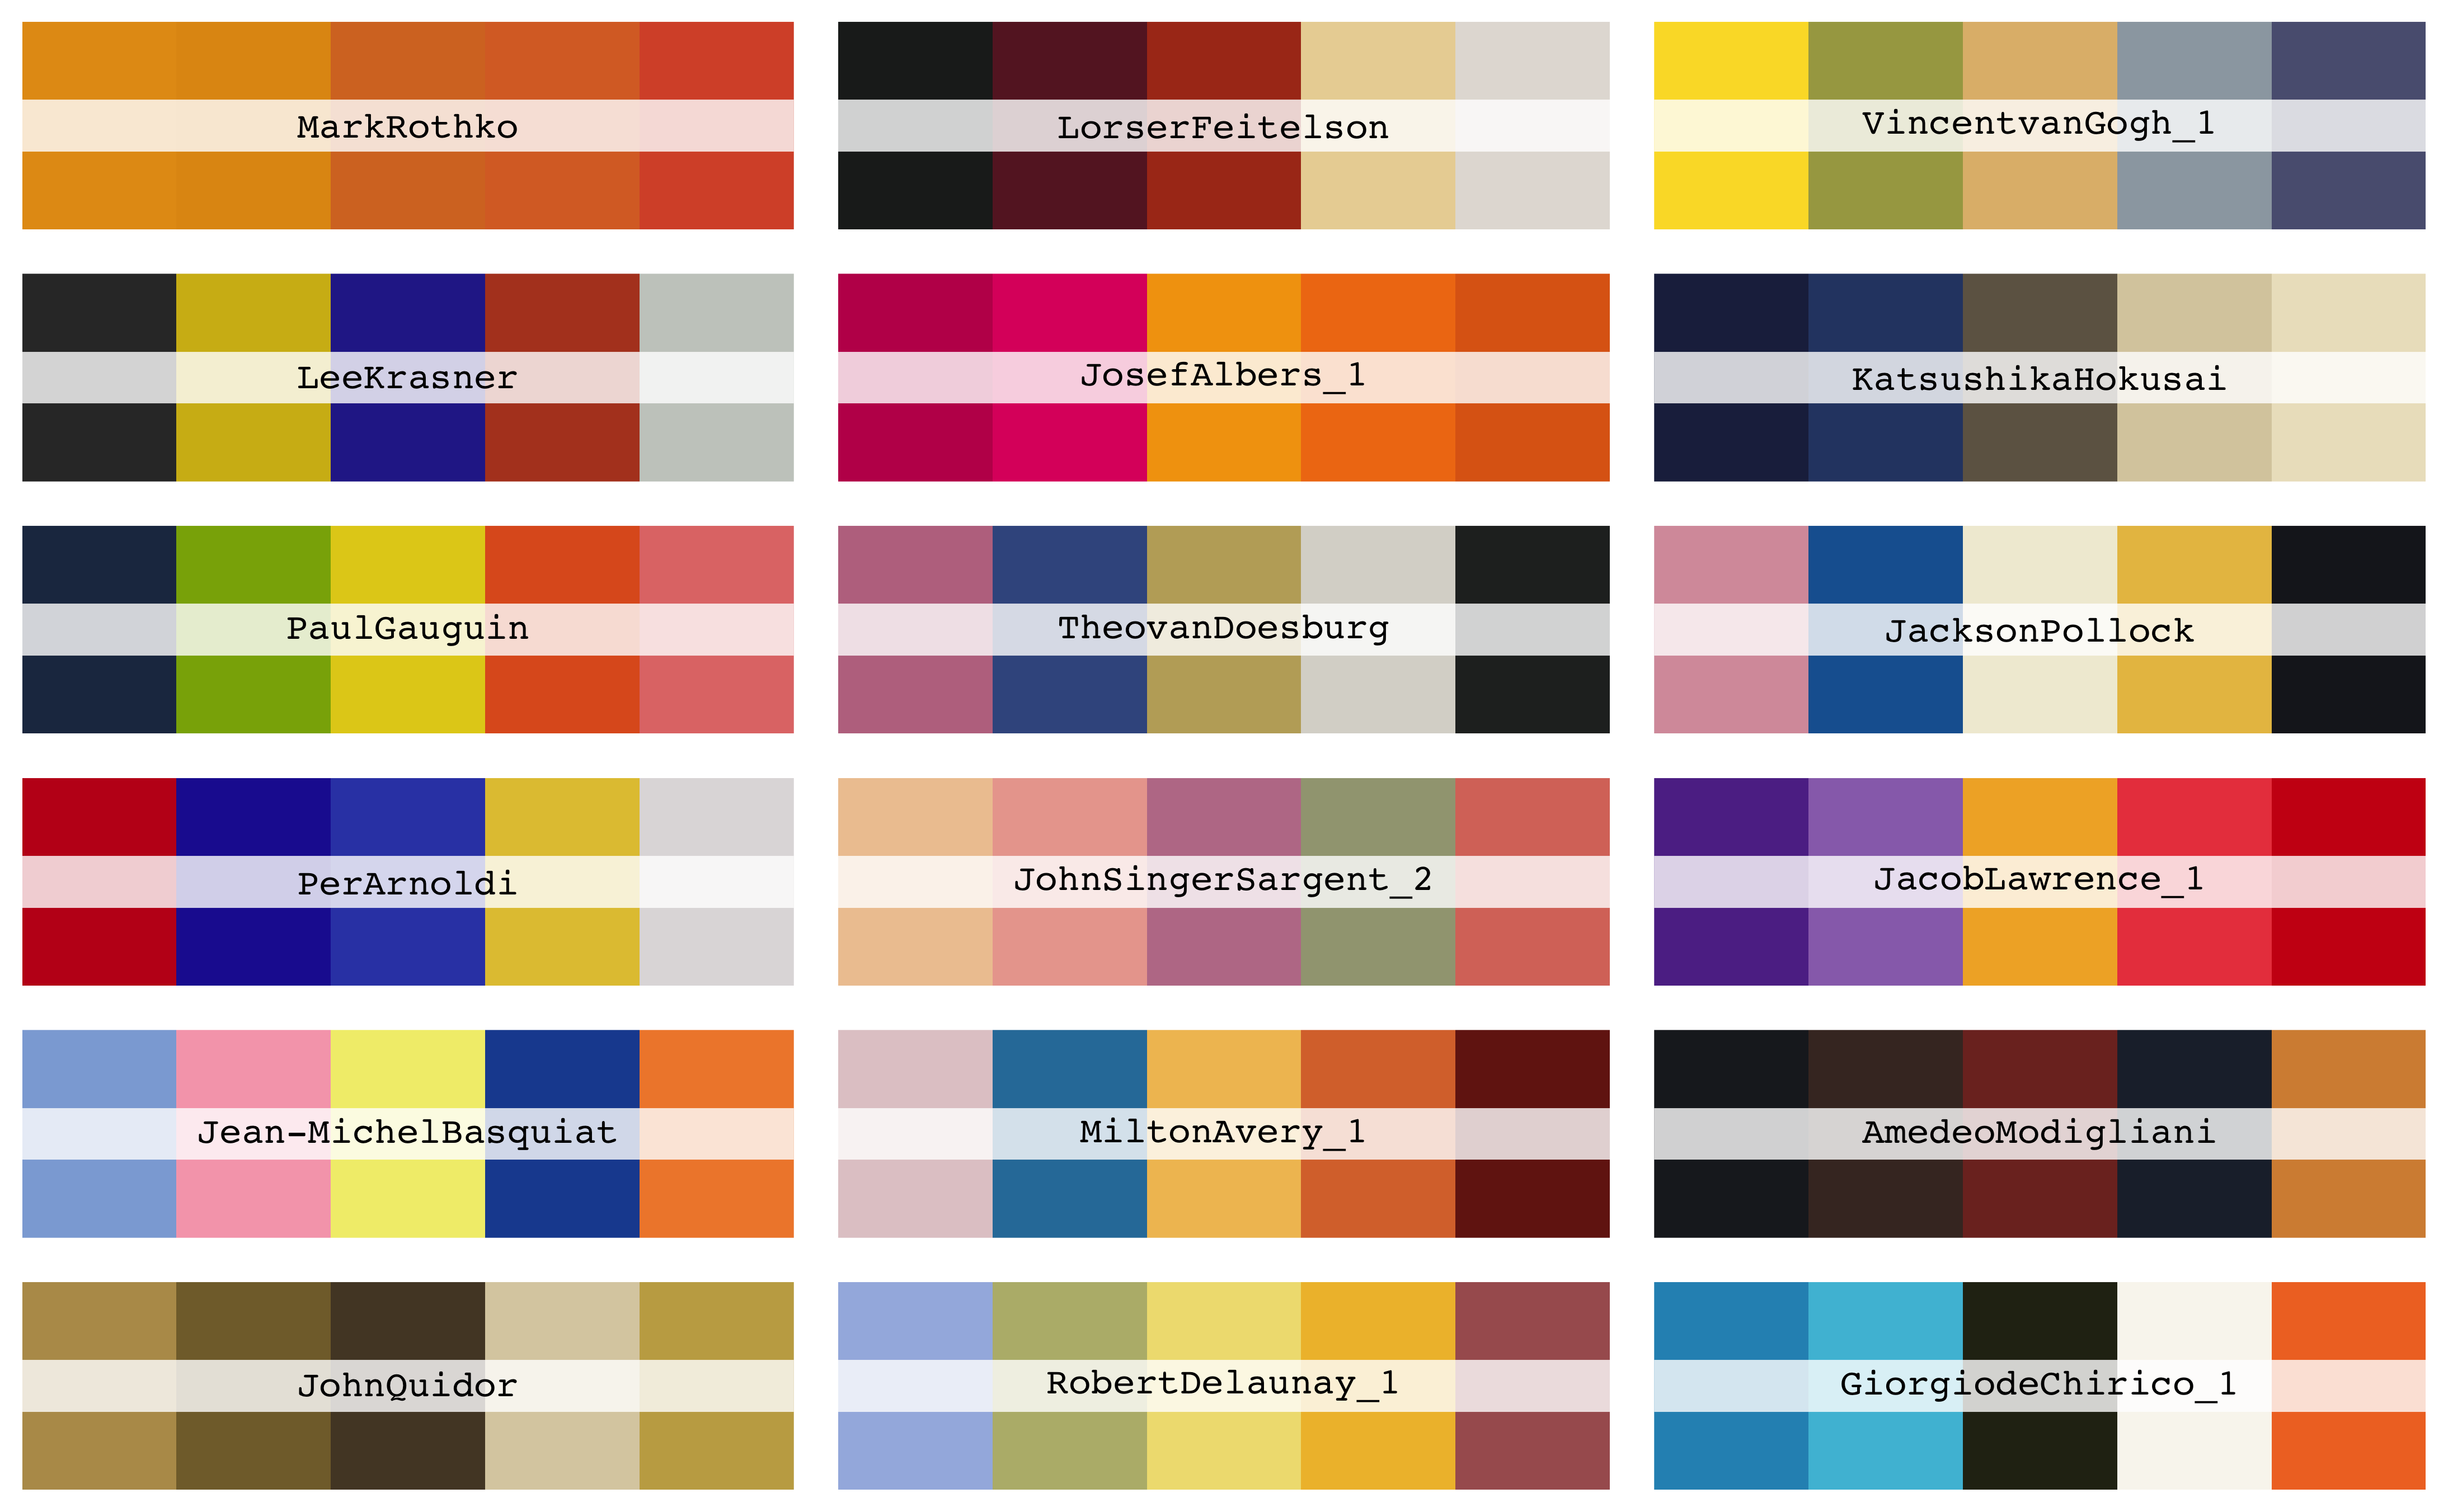 MarkRothko
LorserFeitelson
VincentvanGogh_1
LeeKrasner
JosefAlbers_1
KatsushikaHokusai
PaulGauguin
TheovanDoesburg
JacksonPollock
PerArnoldi
JohnSingerSargent_2
JacobLawrence_1
Jean-MichelBasquiat
MiltonAvery_1
AmedeoModigliani
JohnQuidor
RobertDelaunay_1
GiorgiodeChirico_1